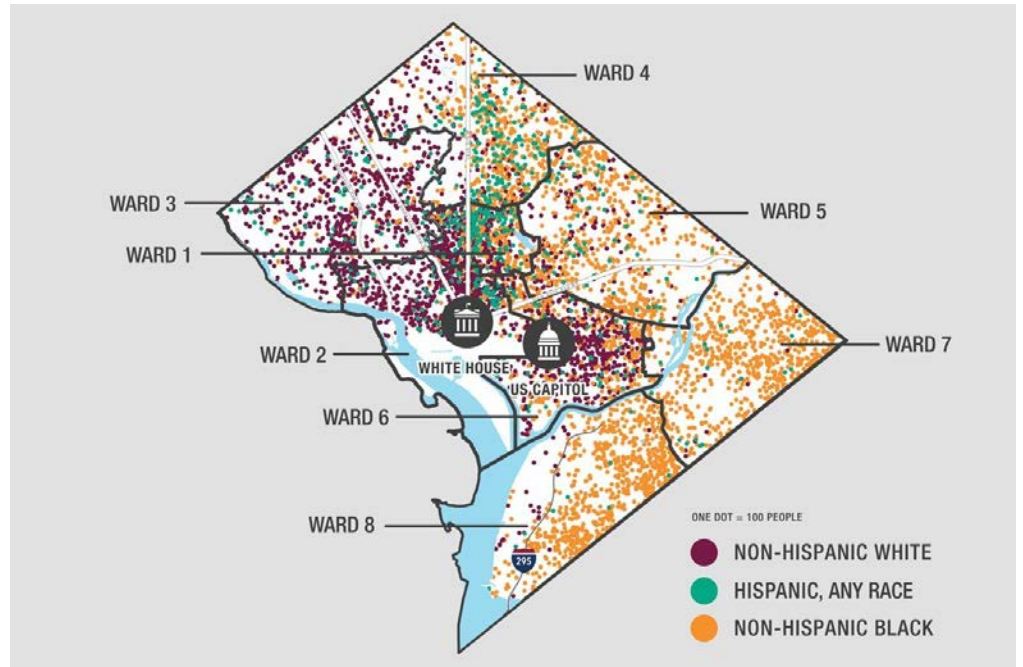 WARD 4
WARD 3
WARD 5
WARD 1
WARD 2
WHITE HOUSE
WARD 7
US CAPITOL
WARD 6
WARD 8
295
ONE DOT = 100 PEOPLE
NON-HISPANIC WHITE
HISPANIC, ANY RACE
NON-HISPANIC BLACK